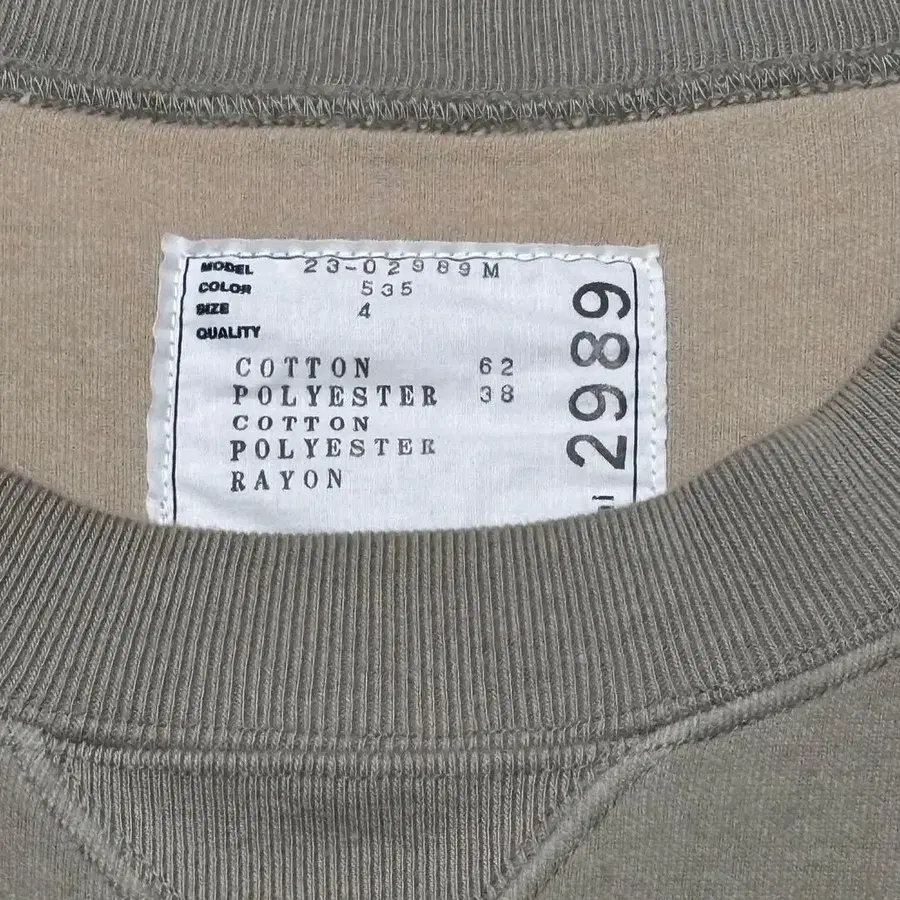 MODEL 23-02989M
COLOR 535
SIZE 4
QUALITY
COTTON 62
POLYESTER 38
COTTON
POLYESTER
RAYON
2989